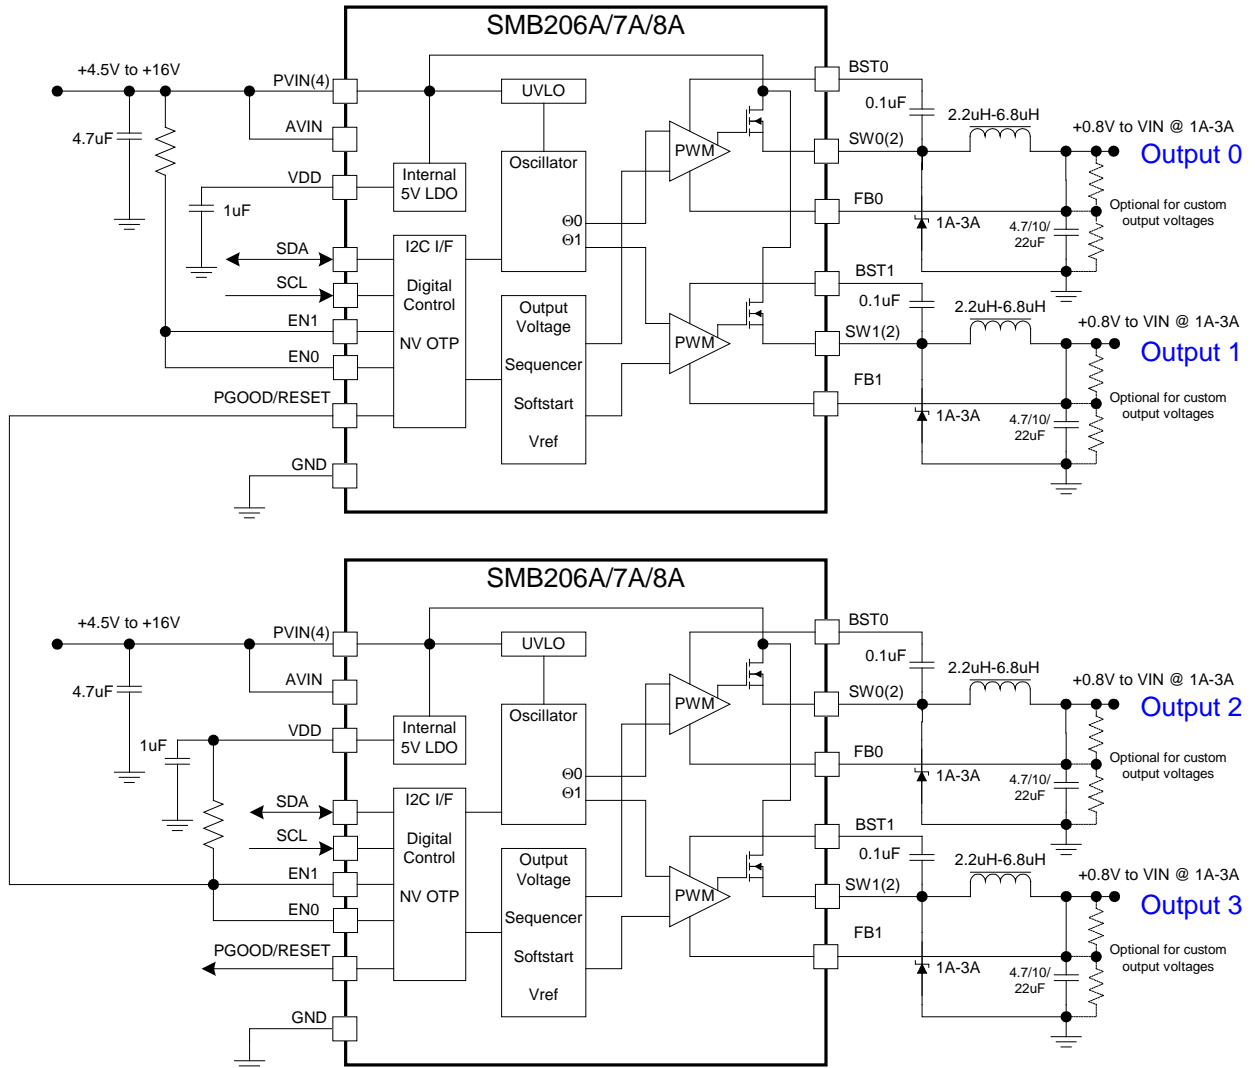 SMB206A/7A/8A
+4.5V to +16V
PVIN(4)
4.7uF
AVIN
VDD
1uF
SDA
SCL
EN1
EN0
PGOOD/RESET
GND
UVLO
Internal
5V LDO
Oscillator
Θ0
Θ1
I2C I/F
Digital
Control
NV OTP
Output
Voltage
Sequencer
Softstart
Vref
PWM
PWM
BST0
0.1uF
2.2uH-6.8uH
SW0(2)
+0.8V to VIN @ 1A-3A
Output 0
FB0
1A-3A
4.7/10/
22uF
Optional for custom
output voltages
BST1
0.1uF
2.2uH-6.8uH
SW1(2)
+0.8V to VIN @ 1A-3A
Output 1
FB1
1A-3A
4.7/10/
22uF
Optional for custom
output voltages
SMB206A/7A/8A
+4.5V to +16V
PVIN(4)
4.7uF
AVIN
VDD
1uF
SDA
SCL
EN1
EN0
PGOOD/RESET
GND
UVLO
Internal
5V LDO
Oscillator
Θ0
Θ1
I2C I/F
Digital
Control
NV OTP
Output
Voltage
Sequencer
Softstart
Vref
PWM
PWM
BST0
0.1uF
2.2uH-6.8uH
SW0(2)
+0.8V to VIN @ 1A-3A
Output 2
FB0
1A-3A
4.7/10/
22uF
Optional for custom
output voltages
BST1
0.1uF
2.2uH-6.8uH
SW1(2)
+0.8V to VIN @ 1A-3A
Output 3
FB1
1A-3A
4.7/10/
22uF
Optional for custom
output voltages